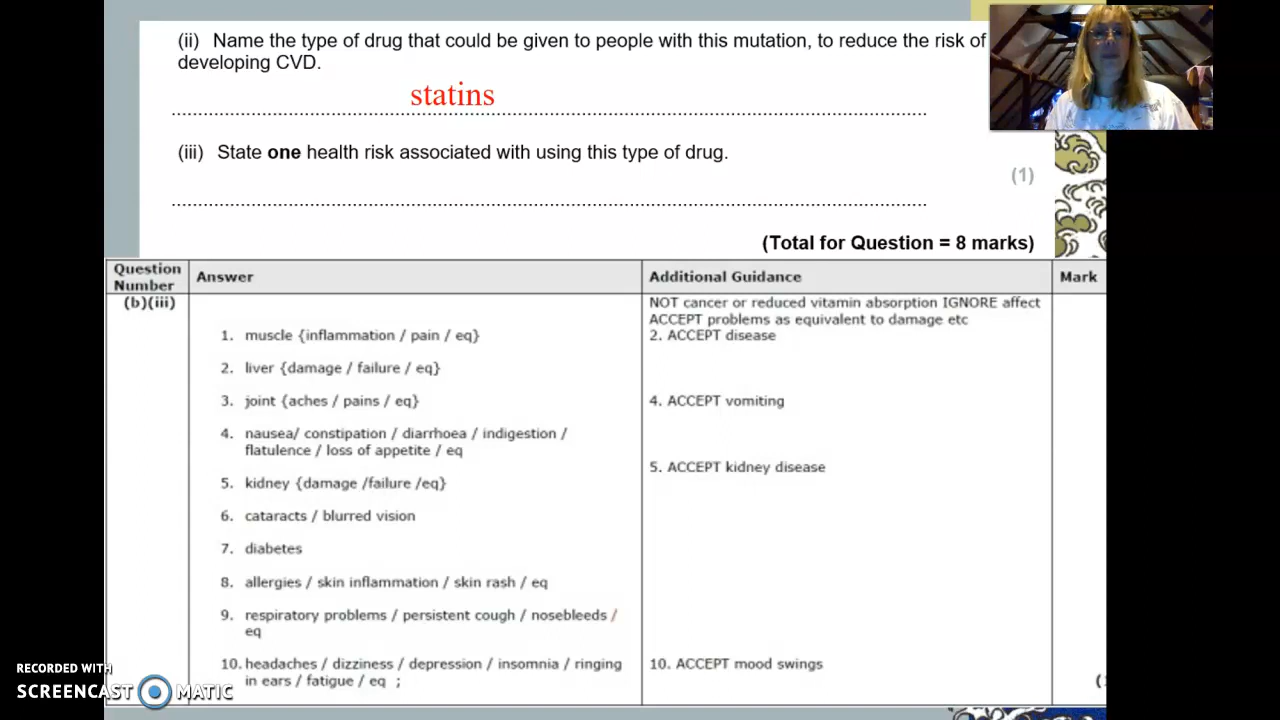 (ii) Name the type of drug that could be given to people with this mutation, to reduce the risk of
developing CVD.
statins
(iii) State one health risk associated with using this type of drug.
(1)
(Total for Question = 8 marks)
Question Number Answer Additional Guidance Mark
(b)(iii) NOT cancer or reduced vitamin absorption IGNORE affect
ACCEPT problems as equivalent to damage etc
1. muscle {inflammation / pain / eq} 2. ACCEPT disease
2. liver {damage / failure / eq}
3. joint {aches / pains / eq} 4. ACCEPT vomiting
4. nausea/ constipation / diarrhoea / indigestion /
flatulence / loss of appetite / eq
5. ACCEPT kidney disease
5. kidney {damage /failure /eq}
6. cataracts / blurred vision
7. diabetes
8. allergies / skin inflammation / skin rash / eq
9. respiratory problems / persistent cough / nosebleeds /
eq
10. headaches / dizziness / depression / insomnia / ringing 10. ACCEPT mood swings
in ears / fatigue / eq ;
RECORDED WITH
SCREENCAST MATIC